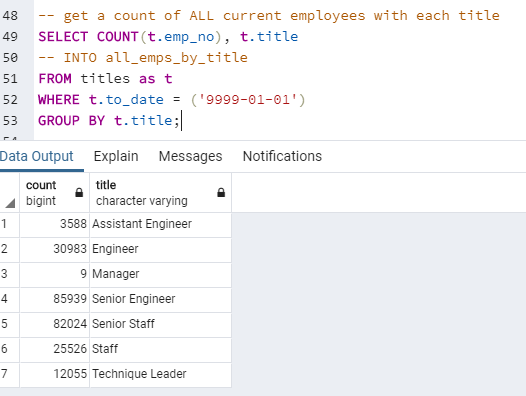 48 -- get a count of ALL current employees with each title
49 SELECT COUNT(t.emp_no), t.title
50 -- INTO all_emps_by_title
51 FROM titles as t
52 WHERE t.to_date = ('9999-01-01')
53 GROUP BY t.title;
Data Output Explain Messages Notifications
count title
bigint character varying
1 3588 Assistant Engineer
2 30983 Engineer
3 9 Manager
4 85939 Senior Engineer
5 82024 Senior Staff
6 25526 Staff
7 12055 Technique Leader